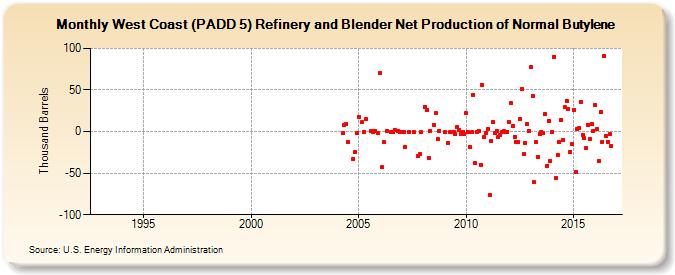 Monthly West Coast (PADD 5) Refinery and Blender Net Production of Normal Butylene
Thousand Barrels
100
50
0
-50
-100
1995 2000 2005 2010 2015
Source: U.S. Energy Information Administration